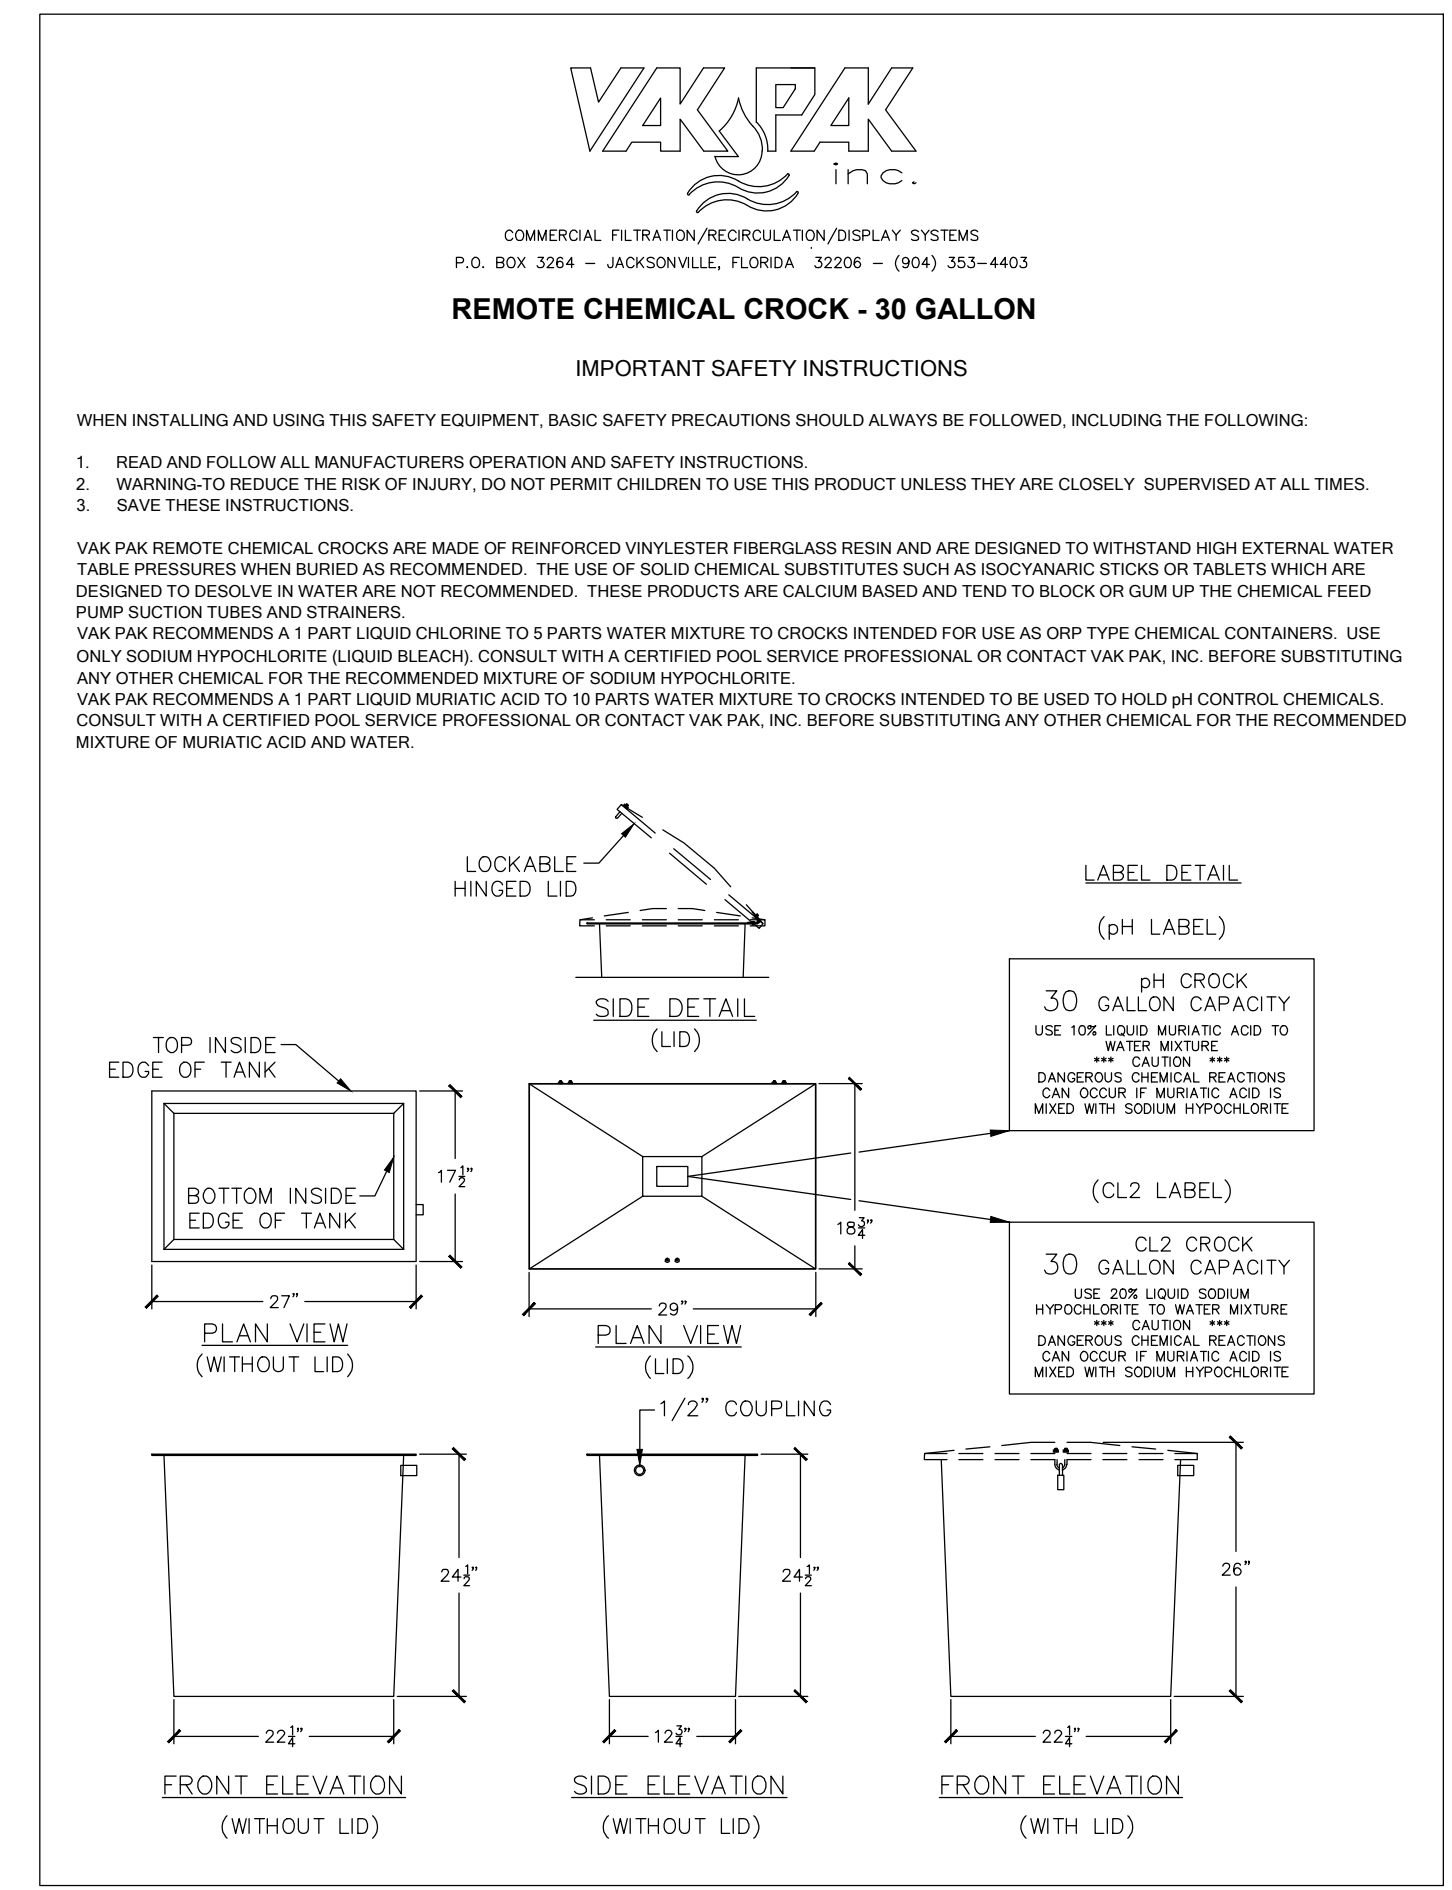 VAK PAK
inc.
COMMERCIAL FILTRATION/RECIRCULATION/DISPLAY SYSTEMS
P.O. BOX 3264 – JACKSONVILLE, FLORIDA 32206 – (904) 353–4403
REMOTE CHEMICAL CROCK - 30 GALLON
IMPORTANT SAFETY INSTRUCTIONS
WHEN INSTALLING AND USING THIS SAFETY EQUIPMENT, BASIC SAFETY PRECAUTIONS SHOULD ALWAYS BE FOLLOWED, INCLUDING THE FOLLOWING:
1. READ AND FOLLOW ALL MANUFACTURERS OPERATION AND SAFETY INSTRUCTIONS.
2. WARNING-TO REDUCE THE RISK OF INJURY, DO NOT PERMIT CHILDREN TO USE THIS PRODUCT UNLESS THEY ARE CLOSELY SUPERVISED AT ALL TIMES.
3. SAVE THESE INSTRUCTIONS.
VAK PAK REMOTE CHEMICAL CROCKS ARE MADE OF REINFORCED VINYLESTER FIBERGLASS RESIN AND ARE DESIGNED TO WITHSTAND HIGH EXTERNAL WATER
TABLE PRESSURES WHEN BURIED AS RECOMMENDED. THE USE OF SOLID CHEMICAL SUBSTITUTES SUCH AS ISOCYANARIC STICKS OR TABLETS WHICH ARE
DESIGNED TO DESOLVE IN WATER ARE NOT RECOMMENDED. THESE PRODUCTS ARE CALCIUM BASED AND TEND TO BLOCK OR GUM UP THE CHEMICAL FEED
PUMP SUCTION TUBES AND STRAINERS.
VAK PAK RECOMMENDS A 1 PART LIQUID CHLORINE TO 5 PARTS WATER MIXTURE TO CROCKS INTENDED FOR USE AS ORP TYPE CHEMICAL CONTAINERS. USE
ONLY SODIUM HYPOCHLORITE (LIQUID BLEACH). CONSULT WITH A CERTIFIED POOL SERVICE PROFESSIONAL OR CONTACT VAK PAK, INC. BEFORE SUBSTITUTING
ANY OTHER CHEMICAL FOR THE RECOMMENDED MIXTURE OF SODIUM HYPOCHLORITE.
VAK PAK RECOMMENDS A 1 PART LIQUID MURIATIC ACID TO 10 PARTS WATER MIXTURE TO CROCKS INTENDED TO BE USED TO HOLD pH CONTROL CHEMICALS.
CONSULT WITH A CERTIFIED POOL SERVICE PROFESSIONAL OR CONTACT VAK PAK, INC. BEFORE SUBSTITUTING ANY OTHER CHEMICAL FOR THE RECOMMENDED
MIXTURE OF MURIATIC ACID AND WATER.
LOCKABLE
HINGED LID
SIDE DETAIL
(LID)
LABEL DETAIL
(pH LABEL)
pH CROCK
30 GALLON CAPACITY
USE 10% LIQUID MURIATIC ACID TO
WATER MIXTURE
*** CAUTION ***
DANGEROUS CHEMICAL REACTIONS
CAN OCCUR IF MURIATIC ACID IS
MIXED WITH SODIUM HYPOCHLORITE
TOP INSIDE
EDGE OF TANK
BOTTOM INSIDE
EDGE OF TANK
17½"
27"
PLAN VIEW
(WITHOUT LID)
18¾"
29"
PLAN VIEW
(LID)
(CL2 LABEL)
CL2 CROCK
30 GALLON CAPACITY
USE 20% LIQUID SODIUM
HYPOCHLORITE TO WATER MIXTURE
*** CAUTION ***
DANGEROUS CHEMICAL REACTIONS
CAN OCCUR IF MURIATIC ACID IS
MIXED WITH SODIUM HYPOCHLORITE
24½"
22¼"
FRONT ELEVATION
(WITHOUT LID)
1/2" COUPLING
24½"
12¾"
SIDE ELEVATION
(WITHOUT LID)
26"
22¼"
FRONT ELEVATION
(WITH LID)